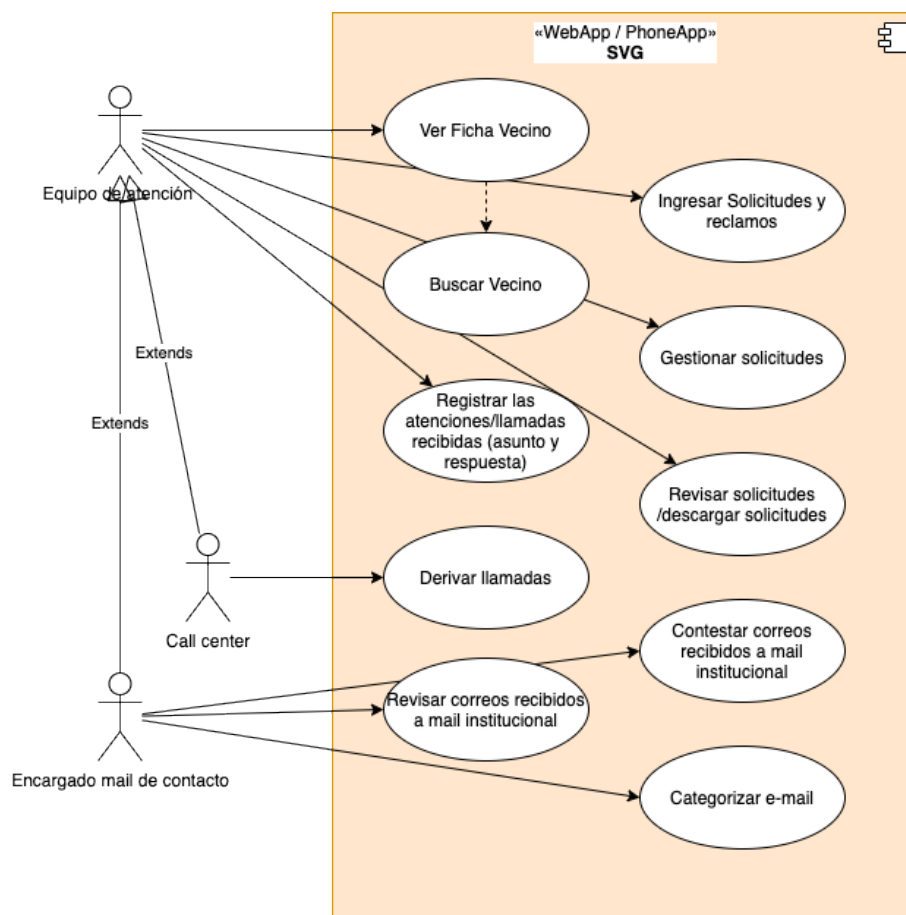 «WebApp / PhoneApp»
SVG
Ver Ficha Vecino
Equipo de atención
Ingresar Solicitudes y
reclamos
Buscar Vecino
Gestionar solicitudes
Extends
Extends
Registrar las
atenciones/llamadas
recibidas (asunto y
respuesta)
Revisar solicitudes
/descargar solicitudes
Derivar llamadas
Call center
Contestar correos
recibidos a mail
institucional
Revisar correos recibidos
a mail institucional
Encargado mail de contacto
Categorizar e-mail